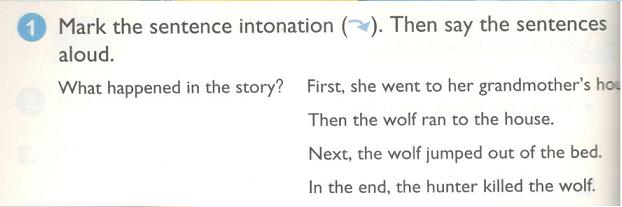 1 Mark the sentence intonation (⤵). Then say the sentences
aloud.
What happened in the story? First, she went to her grandmother's
Then the wolf ran to the house.
Next, the wolf jumped out of the bed.
In the end, the hunter killed the wolf.